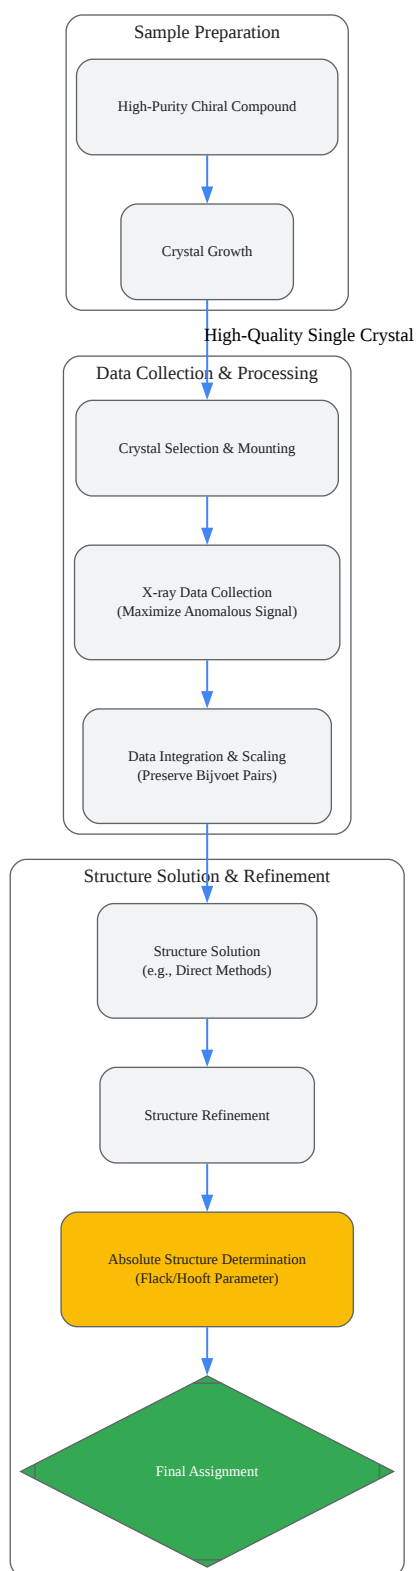 Sample Preparation
High-Purity Chiral Compound
Crystal Growth
High-Quality Single Crystal
Data Collection & Processing
Crystal Selection & Mounting
X-ray Data Collection
(Maximize Anomalous Signal)
Data Integration & Scaling
(Preserve Bijvoet Pairs)
Structure Solution & Refinement
Structure Solution
(e.g., Direct Methods)
Structure Refinement
Absolute Structure Determination
(Flack/Hooft Parameter)
Final Assignment